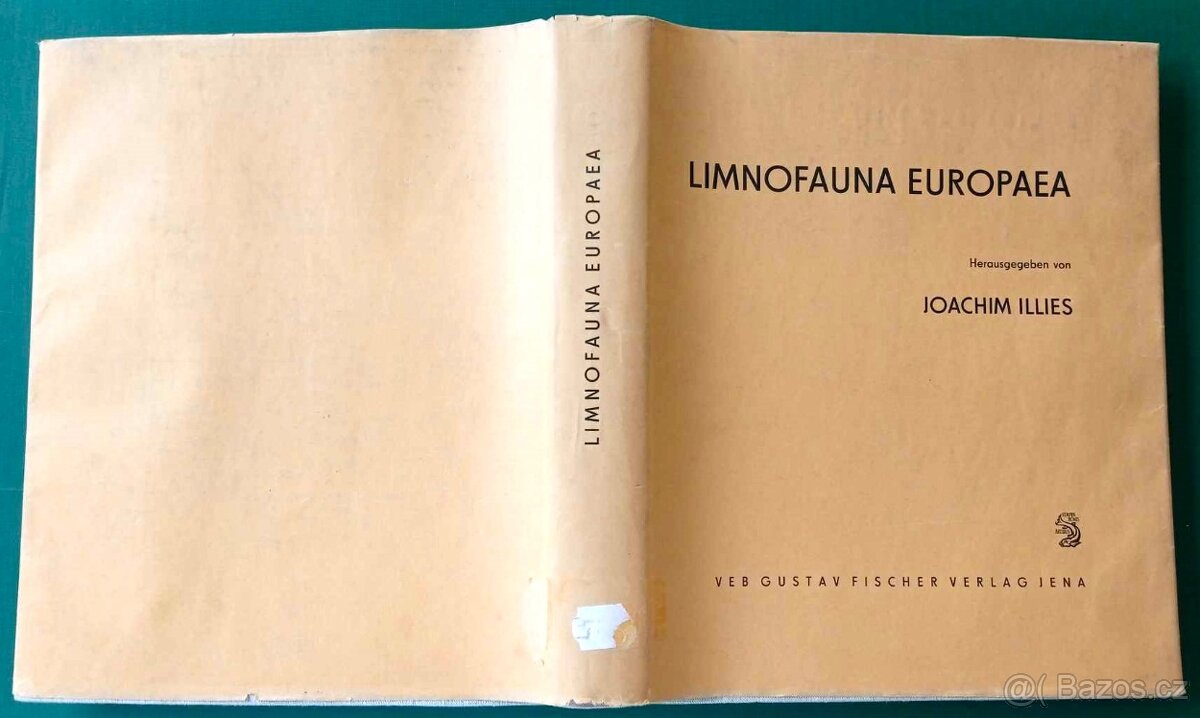 LIMNOFAUNA EUROPAEA
LIMNOFAUNA EUROPAEA
Herausgegeben von
JOACHIM ILLIES
VEB GUSTAV FISCHER VERLAG JENA
@( Bazos.cz